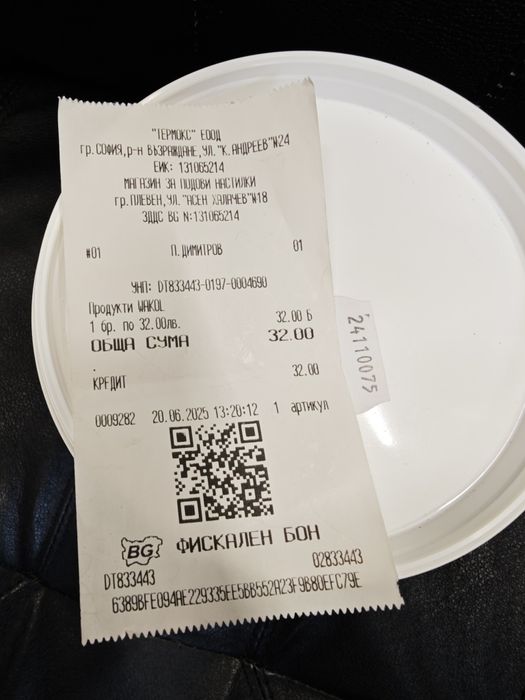 "ТЕРМОКС" ЕООД
гр.СОФИЯ,р-н ВЪЗРАЖДАНЕ,УЛ."К.АНДРЕЕВ"№24
ЕИК: 131065214
МАГАЗИН ЗА ПОДОВИ НАСТИЛКИ
гр.ПЛЕВЕН,УЛ."АСЕН ХАЛАЧЕВ"№18
ЗДДС BG N:131065214
#01 П.ДИМИТРОВ 01
УНП: DT833443-0197-0004690
Продукти WAKOL
1 бр. по 32.00лв. 32.00 Б
ОБЩА СУМА 32.00
.
КРЕДИТ 32.00
0009282 20.06.2025 13:20:12 1 артикул
BG ФИСКАЛЕН БОН
DT833443 02833443
6389BFE094AE229335EE5BB552A23F9B80EFC79E
24110075